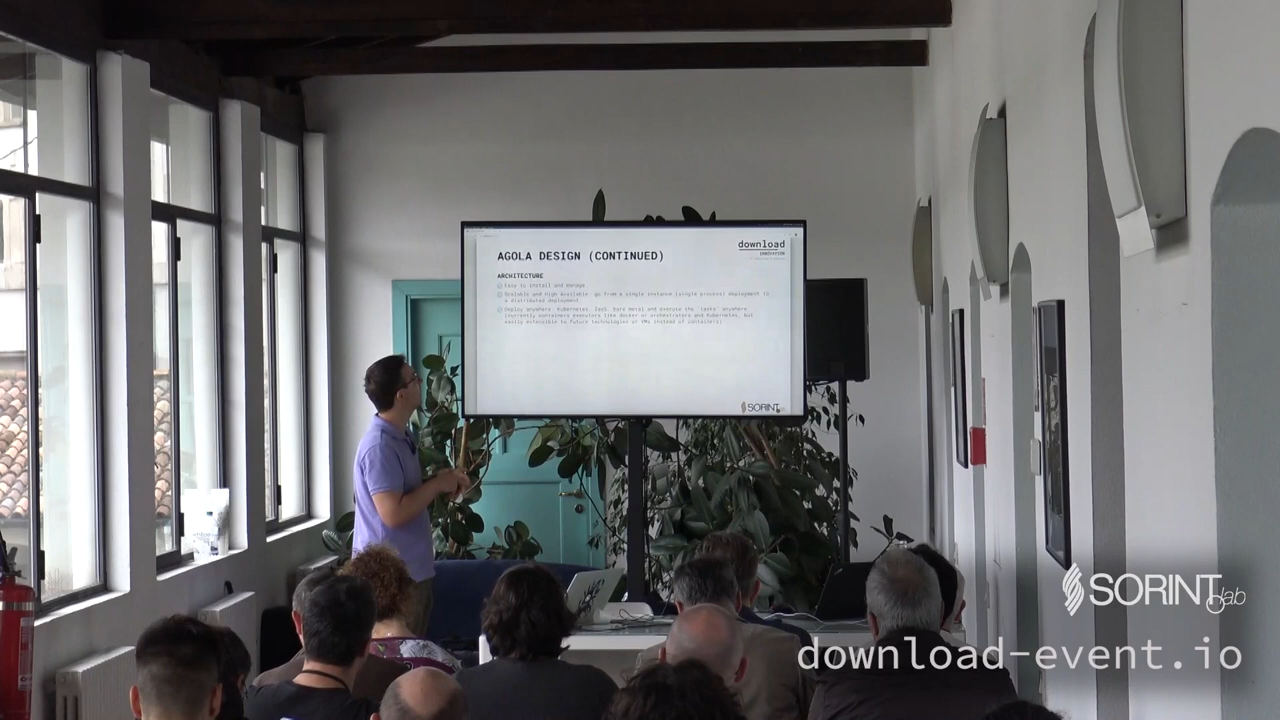 AGOLA DESIGN (CONTINUED)
download
INNOVATION
ARCHITECTURE
Easy to install and manage.
Scalable and high available: go from a single instance (single process) deployment to
a distributed deployment
Deploy anywhere: Kubernetes, IaaS, bare metal and execute the `tasks` anywhere
(currently containers executors like docker or orchestrators and Kubernetes, but
easily extensible to future technologies or VMs instead of containers)
SORINT
SORINTlab
download-event.io